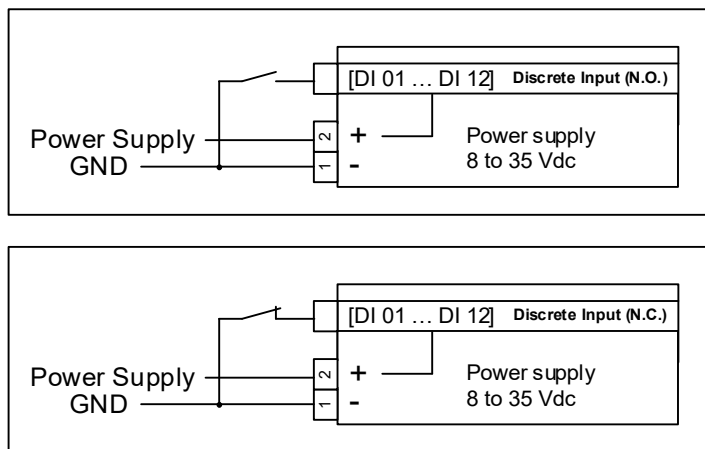 [DI 01 … DI 12] Discrete Input (N.O.)
Power Supply 2 + Power supply
GND 1 - 8 to 35 Vdc
[DI 01 … DI 12] Discrete Input (N.C.)
Power Supply 2 + Power supply
GND 1 - 8 to 35 Vdc